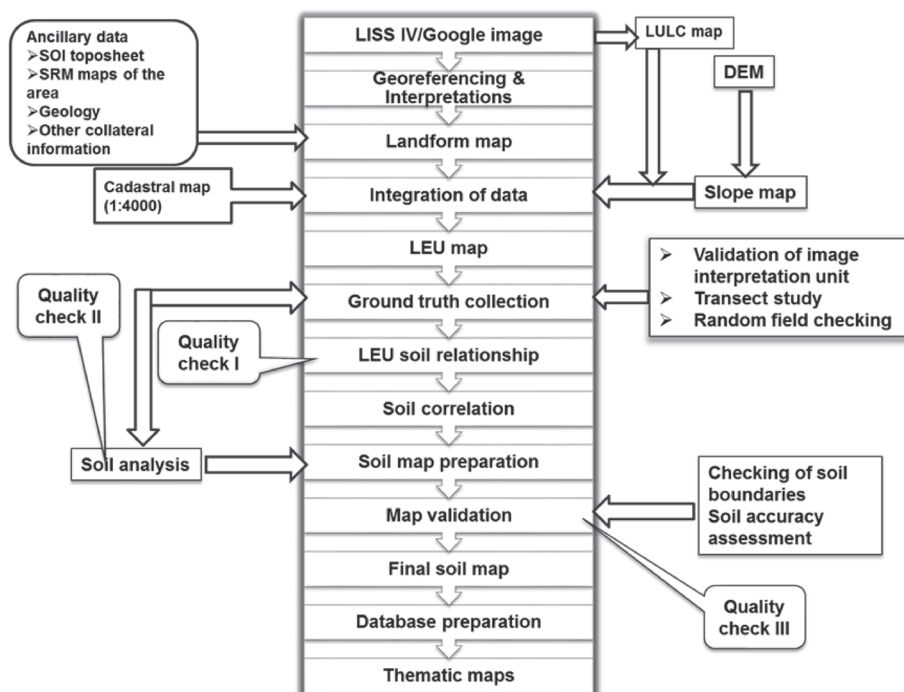 Ancillary data
➢SOI toposheet
➢SRM maps of the
area
➢Geology
➢Other collateral
information
Cadastral map
(1:4000)
LISS IV/Google image
Georeferencing &
Interpretations
Landform map
Integration of data
LEU map
Ground truth collection
LEU soil relationship
Soil correlation
Soil map preparation
Map validation
Final soil map
Database preparation
Thematic maps
LULC map
DEM
Slope map
➢ Validation of image
interpretation unit
➢ Transect study
➢ Random field checking
Quality
check II
Quality
check I
Soil analysis
Checking of soil
boundaries
Soil accuracy
assessment
Quality
check III